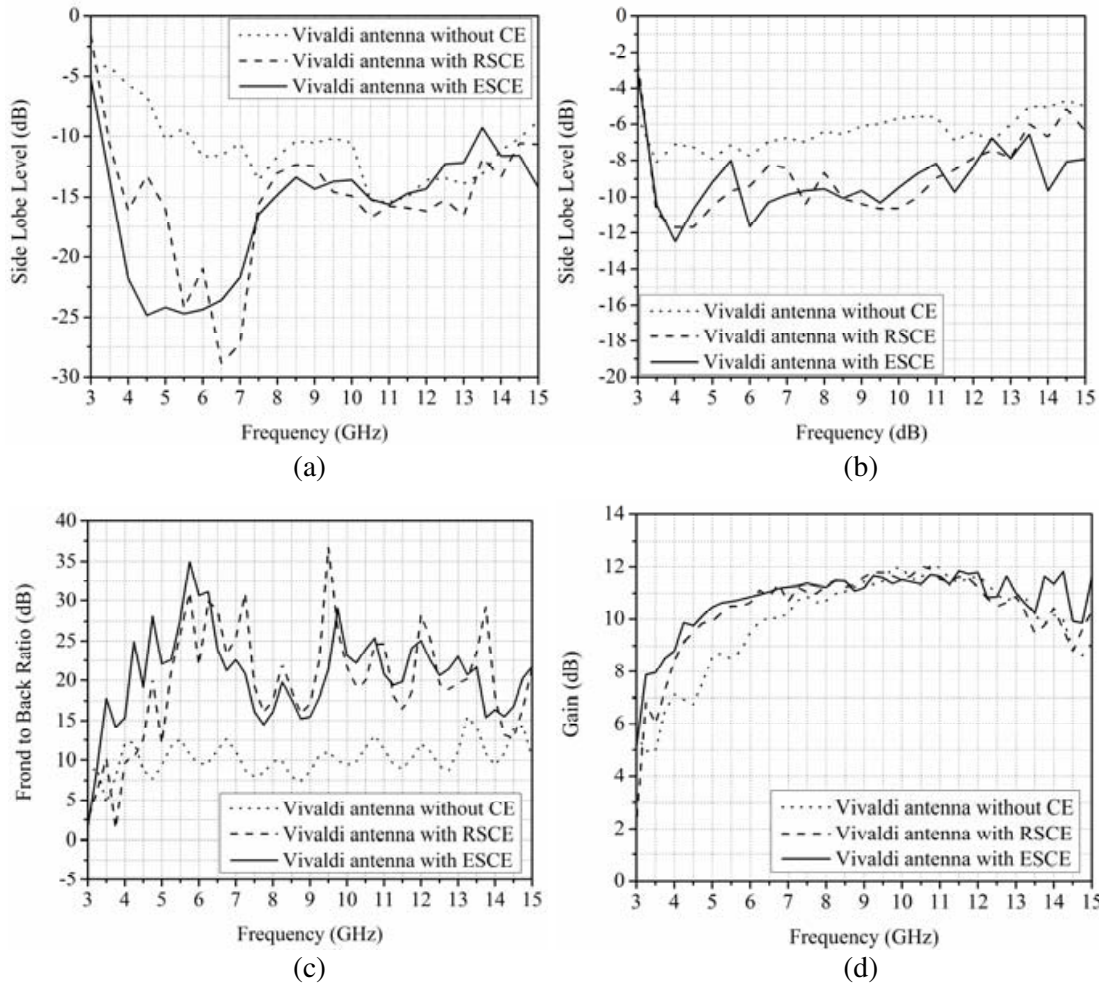 0
-5
-10
-15
-20
-25
-30
Side Lobe Level (dB)
Vivaldi antenna without CE
Vivaldi antenna with RSCE
Vivaldi antenna with ESCE
3 4 5 6 7 8 9 10 11 12 13 14 15
Frequency (GHz)
(a)
0
-2
-4
-6
-8
-10
-12
-14
-16
-18
-20
Side Lobe Level (dB)
Vivaldi antenna without CE
Vivaldi antenna with RSCE
Vivaldi antenna with ESCE
3 4 5 6 7 8 9 10 11 12 13 14 15
Frequency (dB)
(b)
40
35
30
25
20
15
10
5
0
-5
Frond to Back Ratio (dB)
Vivaldi antenna without CE
Vivaldi antenna with RSCE
Vivaldi antenna with ESCE
3 4 5 6 7 8 9 10 11 12 13 14 15
Frequency (GHz)
(c)
14
12
10
8
6
4
2
0
Gain (dB)
Vivaldi antenna without CE
Vivaldi antenna with RSCE
Vivaldi antenna with ESCE
3 4 5 6 7 8 9 10 11 12 13 14 15
Frequency (GHz)
(d)